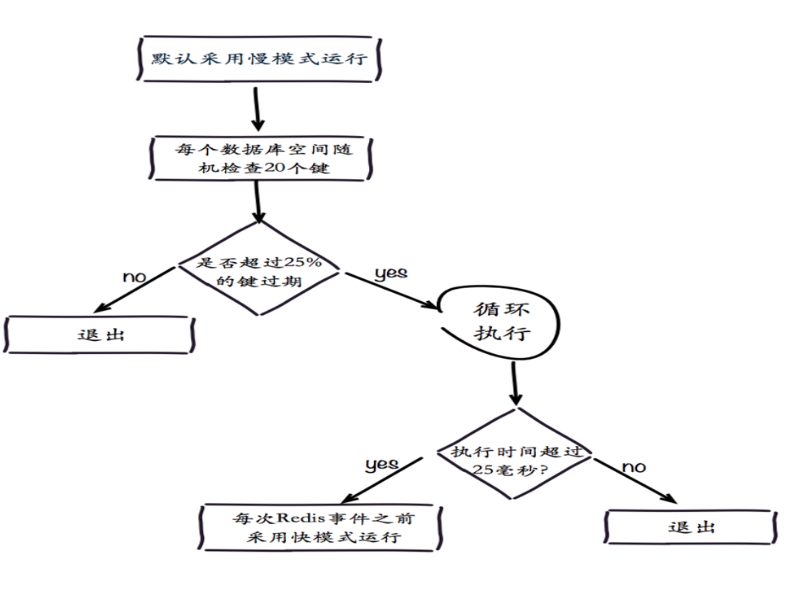 默认采用慢模式运行
每个数据库空间随
机检查20个键
是否超过25%
的键过期
no
yes
退出
循环
执行
执行时间超过
25毫秒?
yes
no
每次Redis事件之前
采用快模式运行
退出